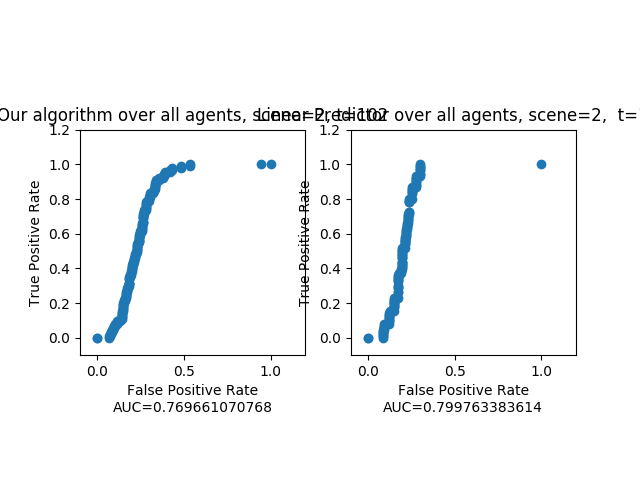 Our algorithm over all agents, scene=2, t=102
Linear Predictor over all agents, scene=2, t=
1.2
1.0
0.8
0.6
0.4
0.2
0.0
True Positive Rate
0.0 0.5 1.0
False Positive Rate
AUC=0.769661070768
1.2
1.0
0.8
0.6
0.4
0.2
0.0
True Positive Rate
0.0 0.5 1.0
False Positive Rate
AUC=0.799763383614